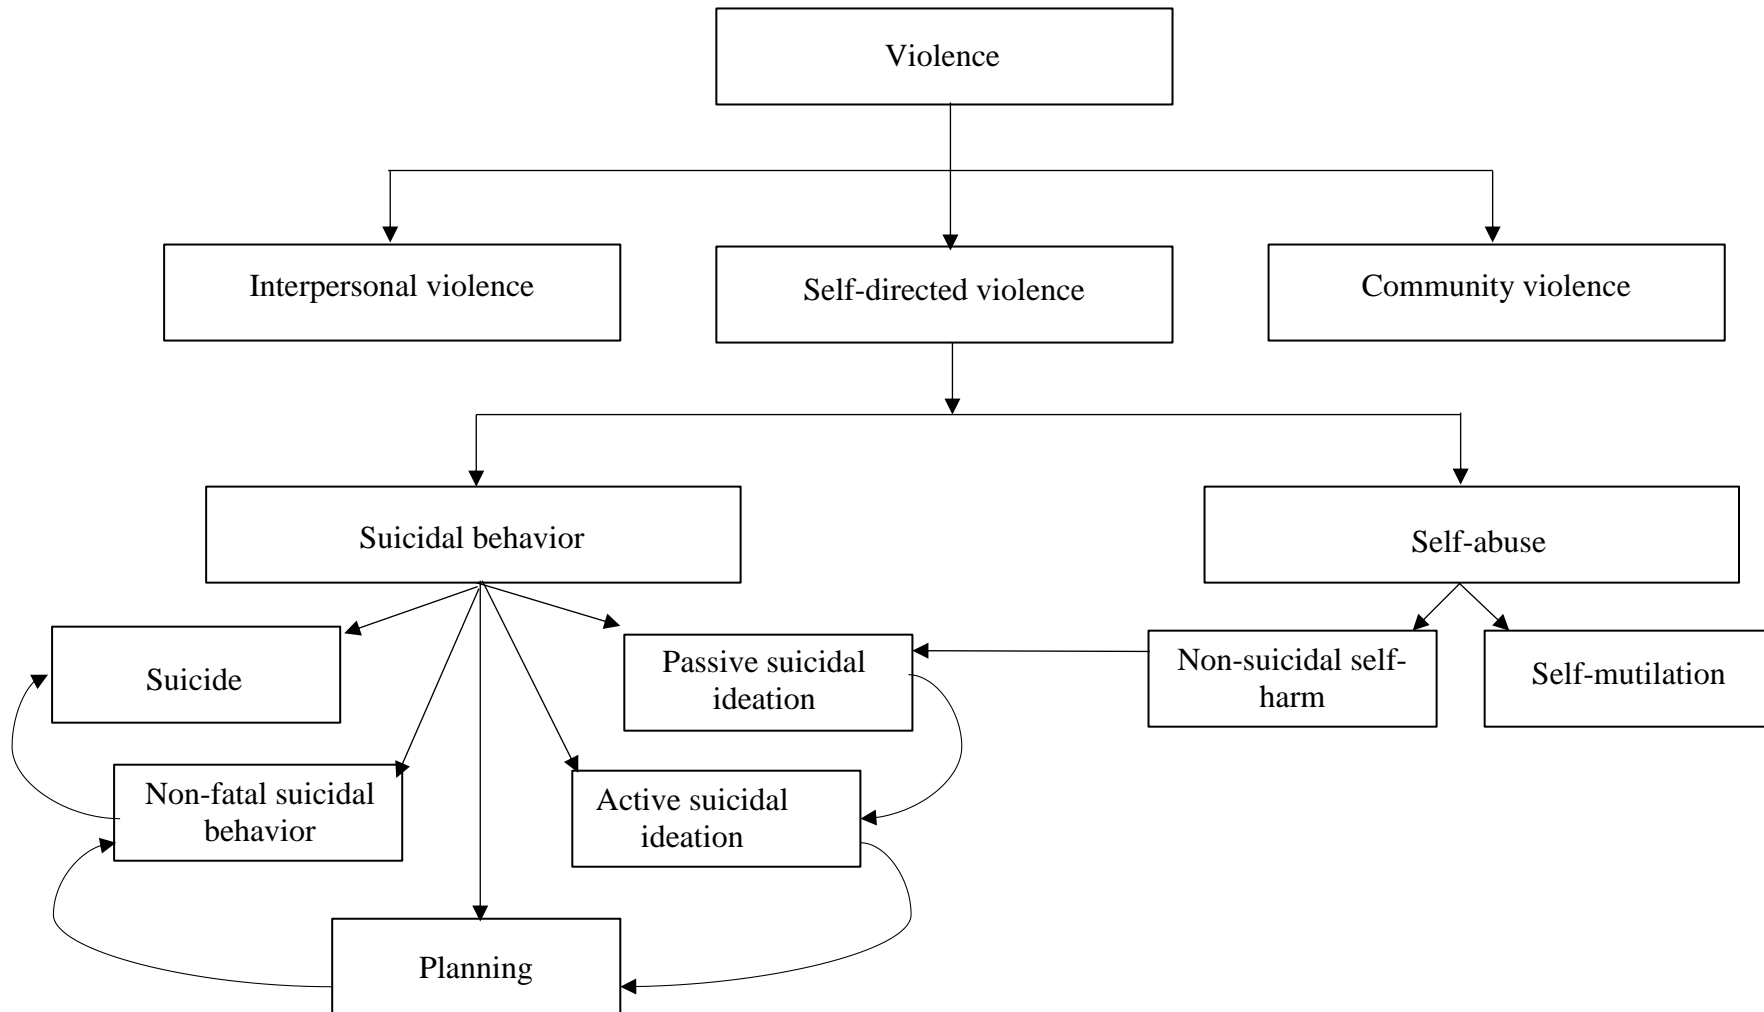 Violence
Interpersonal violence
Self-directed violence
Community violence
Suicidal behavior
Self-abuse
Suicide
Passive suicidal
ideation
Non-suicidal self-
harm
Self-mutilation
Non-fatal suicidal
behavior
Active suicidal
ideation
Planning